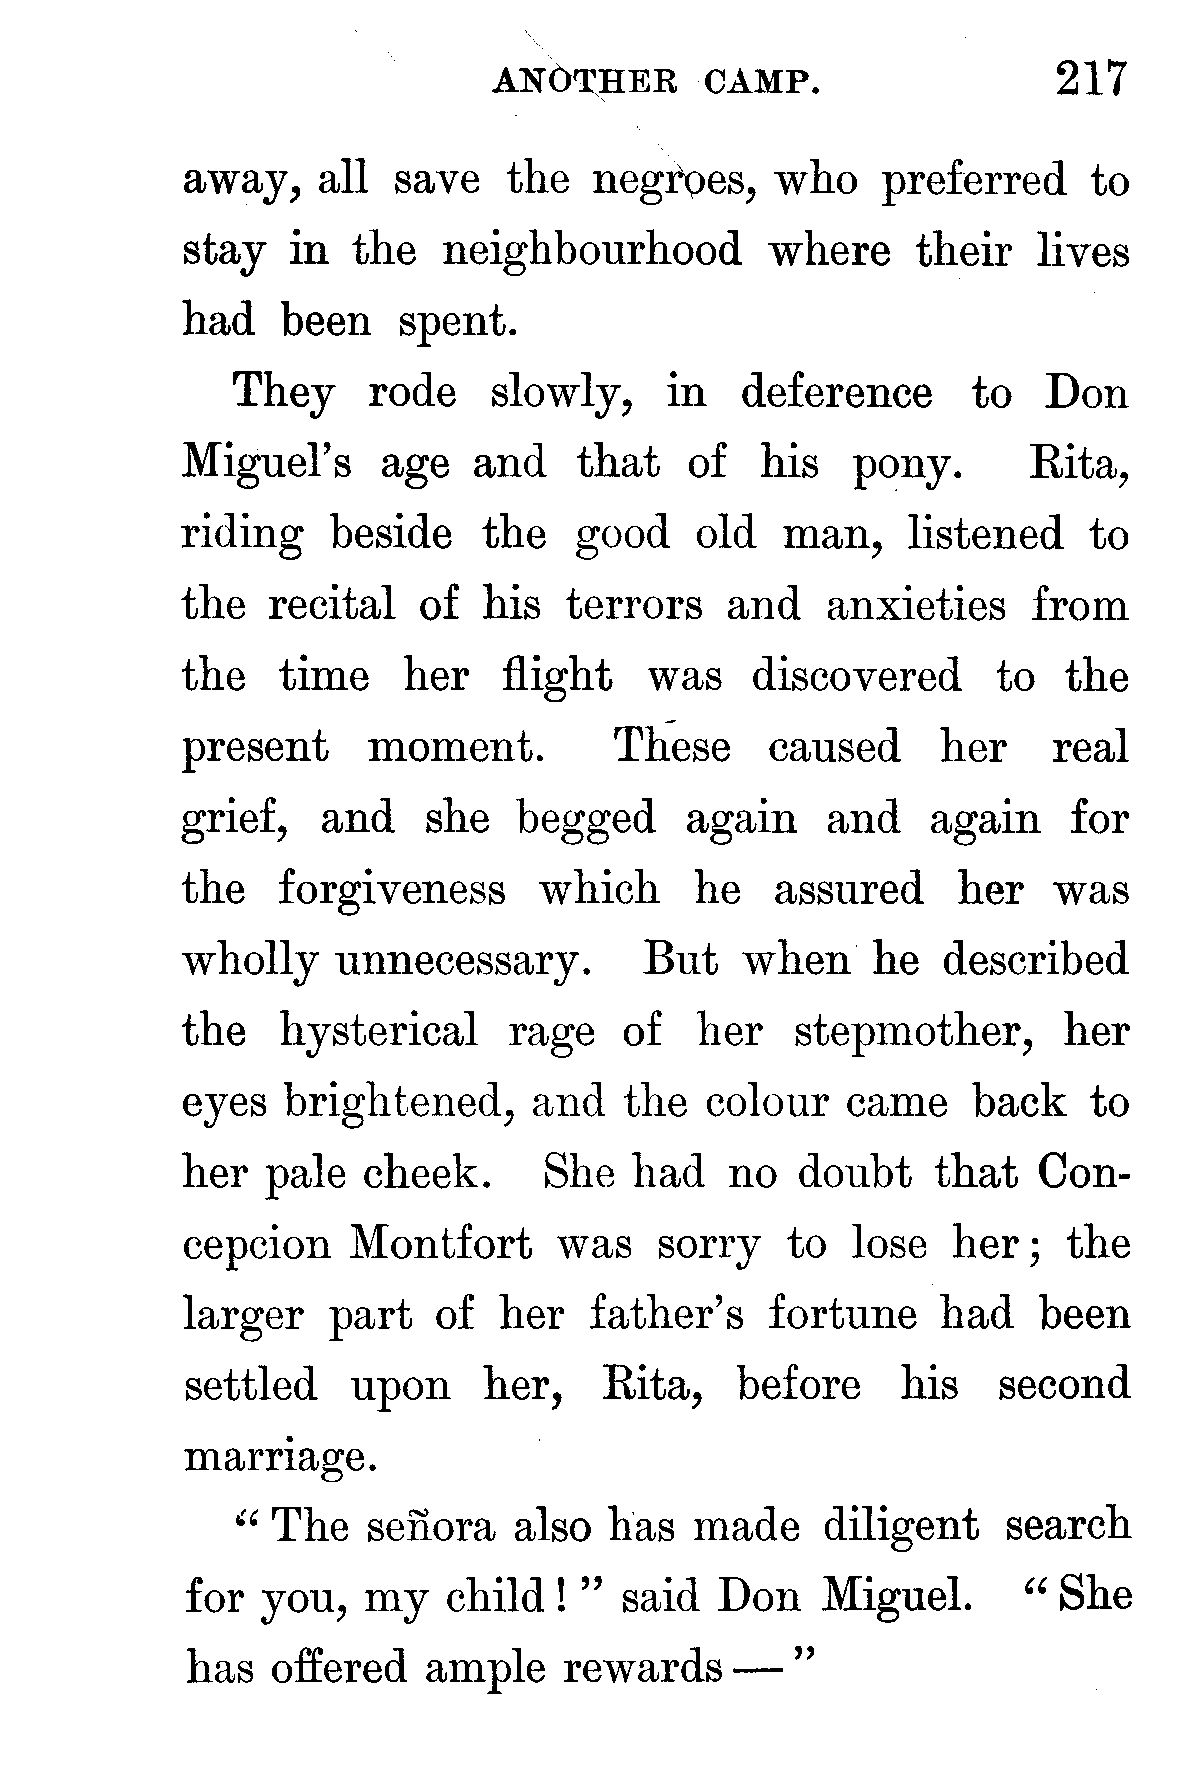 ANOTHER CAMP. 217
away, all save the negroes, who preferred to
stay in the neighbourhood where their lives
had been spent.
They rode slowly, in deference to Don
Miguel's age and that of his pony. Rita,
riding beside the good old man, listened to
the recital of his terrors and anxieties from
the time her flight was discovered to the
present moment. These caused her real
grief, and she begged again and again for
the forgiveness which he assured her was
wholly unnecessary. But when he described
the hysterical rage of her stepmother, her
eyes brightened, and the colour came back to
her pale cheek. She had no doubt that Con-
cepcion Montfort was sorry to lose her; the
larger part of her father's fortune had been
settled upon her, Rita, before his second
marriage.
"The señora also has made diligent search
for you, my child!" said Don Miguel. "She
has offered ample rewards—"